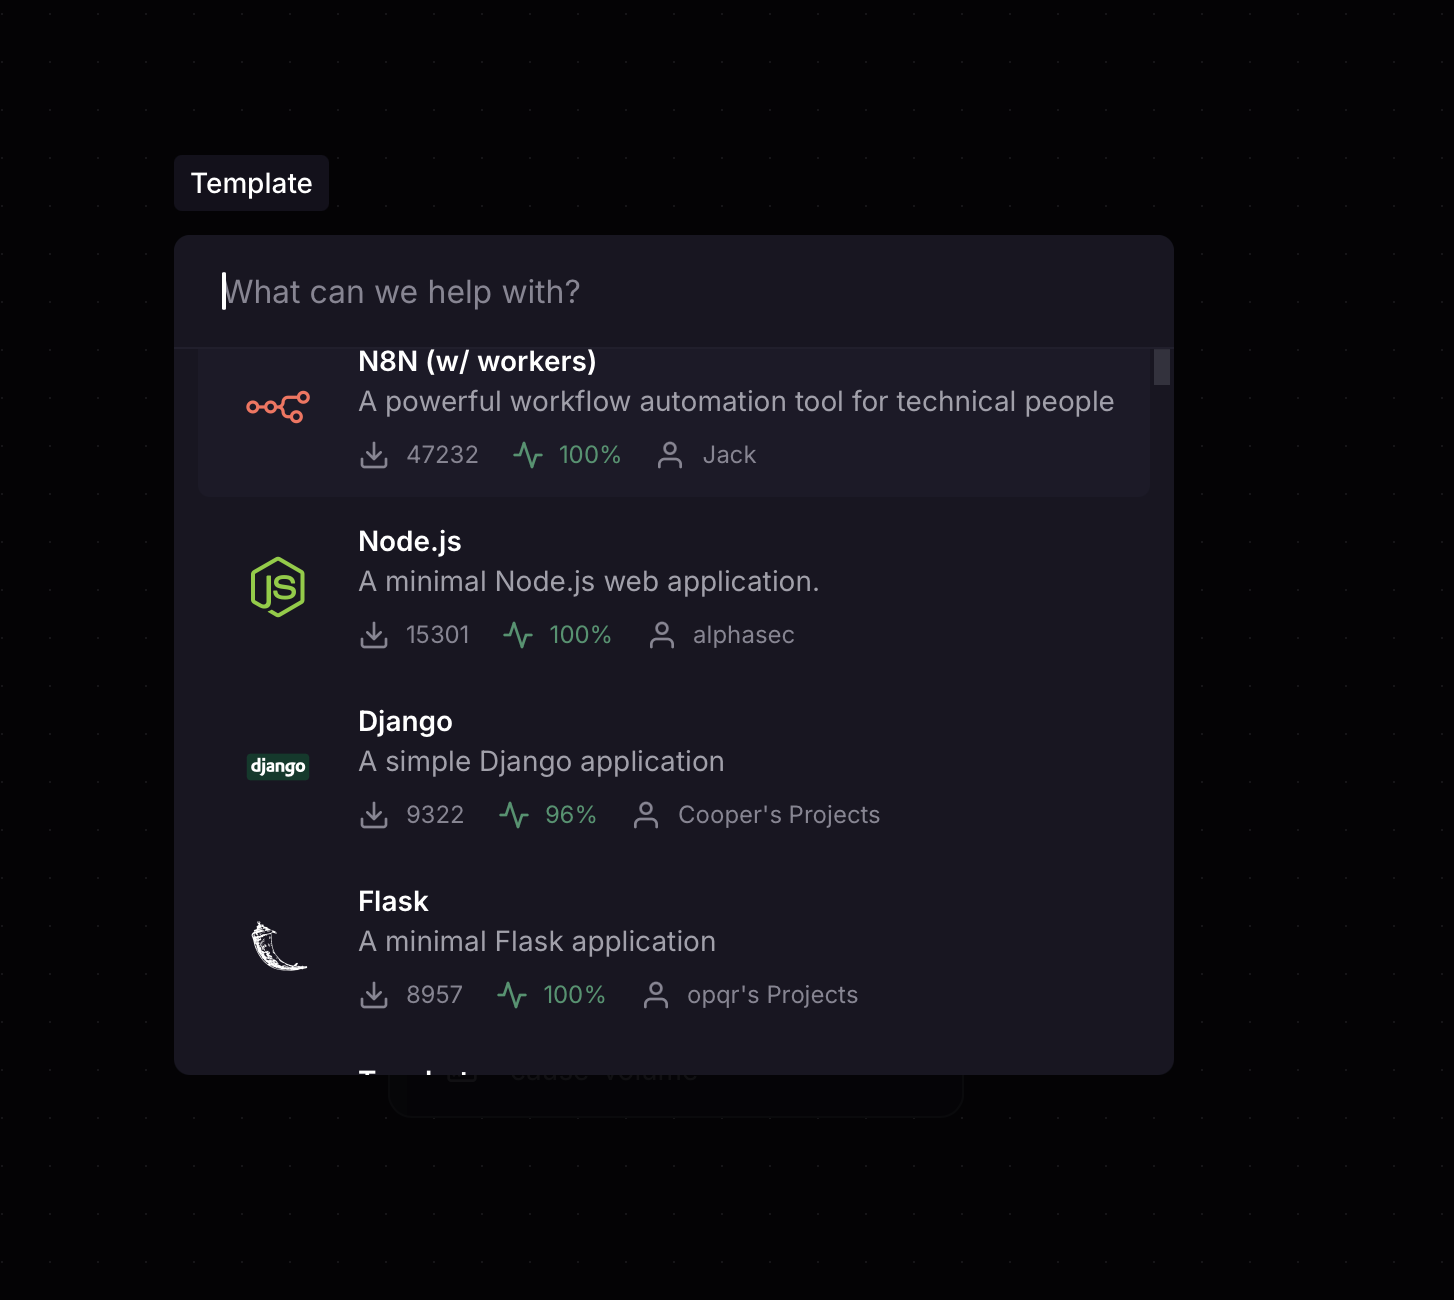 Template
What can we help with?
N8N (w/ workers)
A powerful workflow automation tool for technical people
47232 100% Jack
JS
Node.js
A minimal Node.js web application.
15301 100% alphasec
django
Django
A simple Django application
9322 96% Cooper's Projects
Flask
A minimal Flask application
8957 100% opqr's Projects